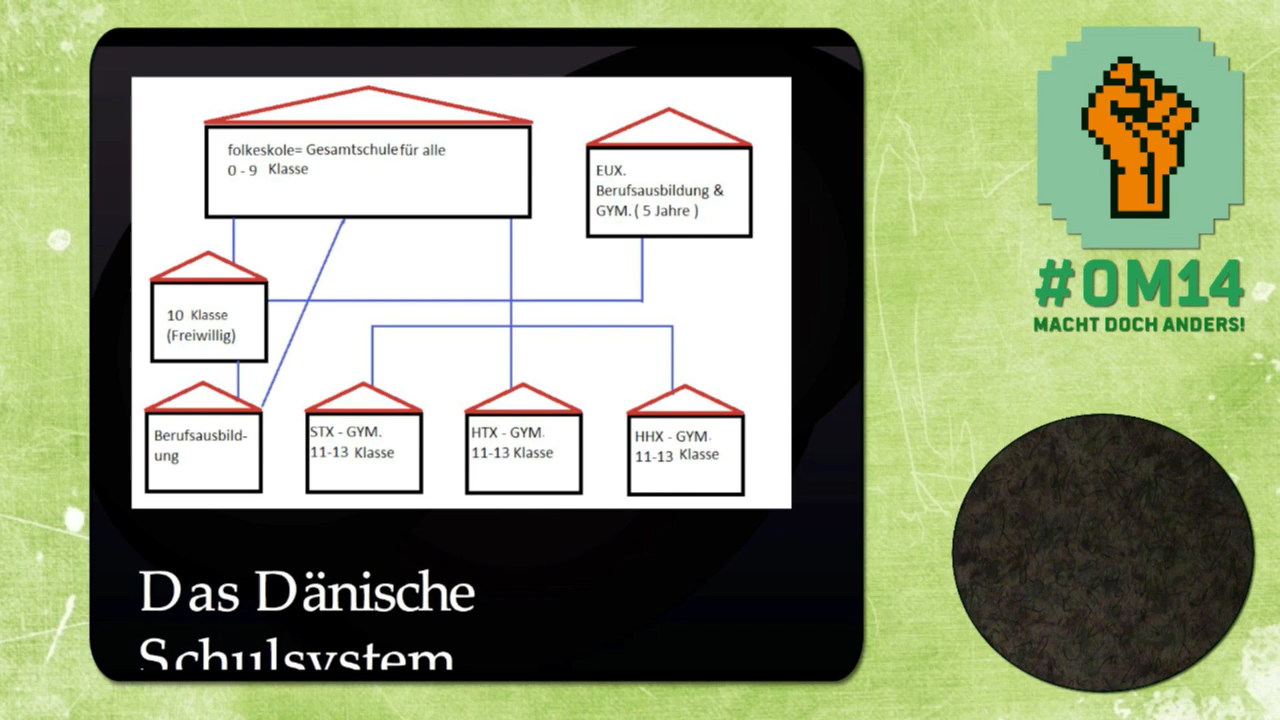 folkeskole= Gesamtschule für alle
0 - 9 Klasse
EUX.
Berufsausbildung &
GYM. ( 5 Jahre )
10 Klasse
(Freiwillig)
Berufsausbild-
ung
STX - GYM.
11-13 Klasse
HTX - GYM.
11-13 Klasse
HHX - GYM.
11-13 Klasse
Das Dänische
Schulsystem
#OM14
MACHT DOCH ANDERS!